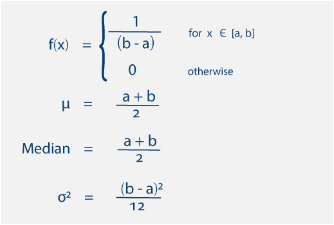 f(x) = { 1 / (b - a) for x ∈ [a, b]
0 otherwise
μ = a + b / 2
Median = a + b / 2
σ² = (b - a)² / 12